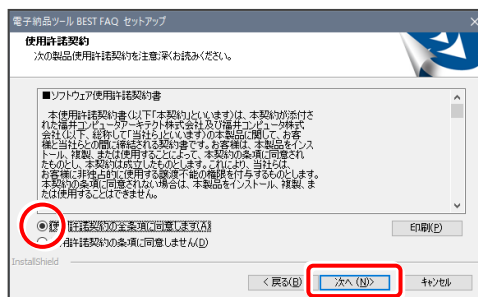 電子納品ツール BEST FAQ セットアップ
使用許諾契約
次の製品使用許諾契約を注意深くお読みください。
■ソフトウェア使用許諾契約書
本使用許諾契約書(以下「本契約」といいます)は、本契約が添付さ
れた福井コンピュータアーキテクト株式会社及び福井コンピュータ株式
会社(以下、総称して「当社ら」といいます)の本製品に関して、お客
様と当社らとの間に締結される契約書です。お客様は、本製品をインス
トール、複製、または使用することによって、本契約の条項に同意され
たものとし、本契約は成立したものとします。これにより、当社らは、
お客様に非独占的に使用する譲渡不能の権限を付与するものとします。
本契約の条項に同意されない場合は、本製品をインストール、複製、ま
たは使用することはできません。
使用許諾契約の全条項に同意します(A)
印刷(P)
使用許諾契約の条項に同意しません(D)
InstallShield
< 戻る(B)
次へ (N)>
キャンセル